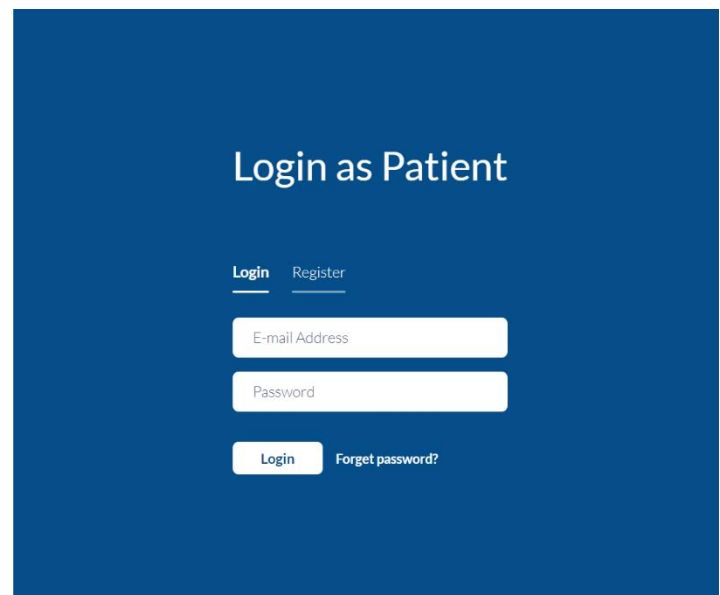 Login as Patient
Login Register
E-mail Address
Password
Login Forget password?